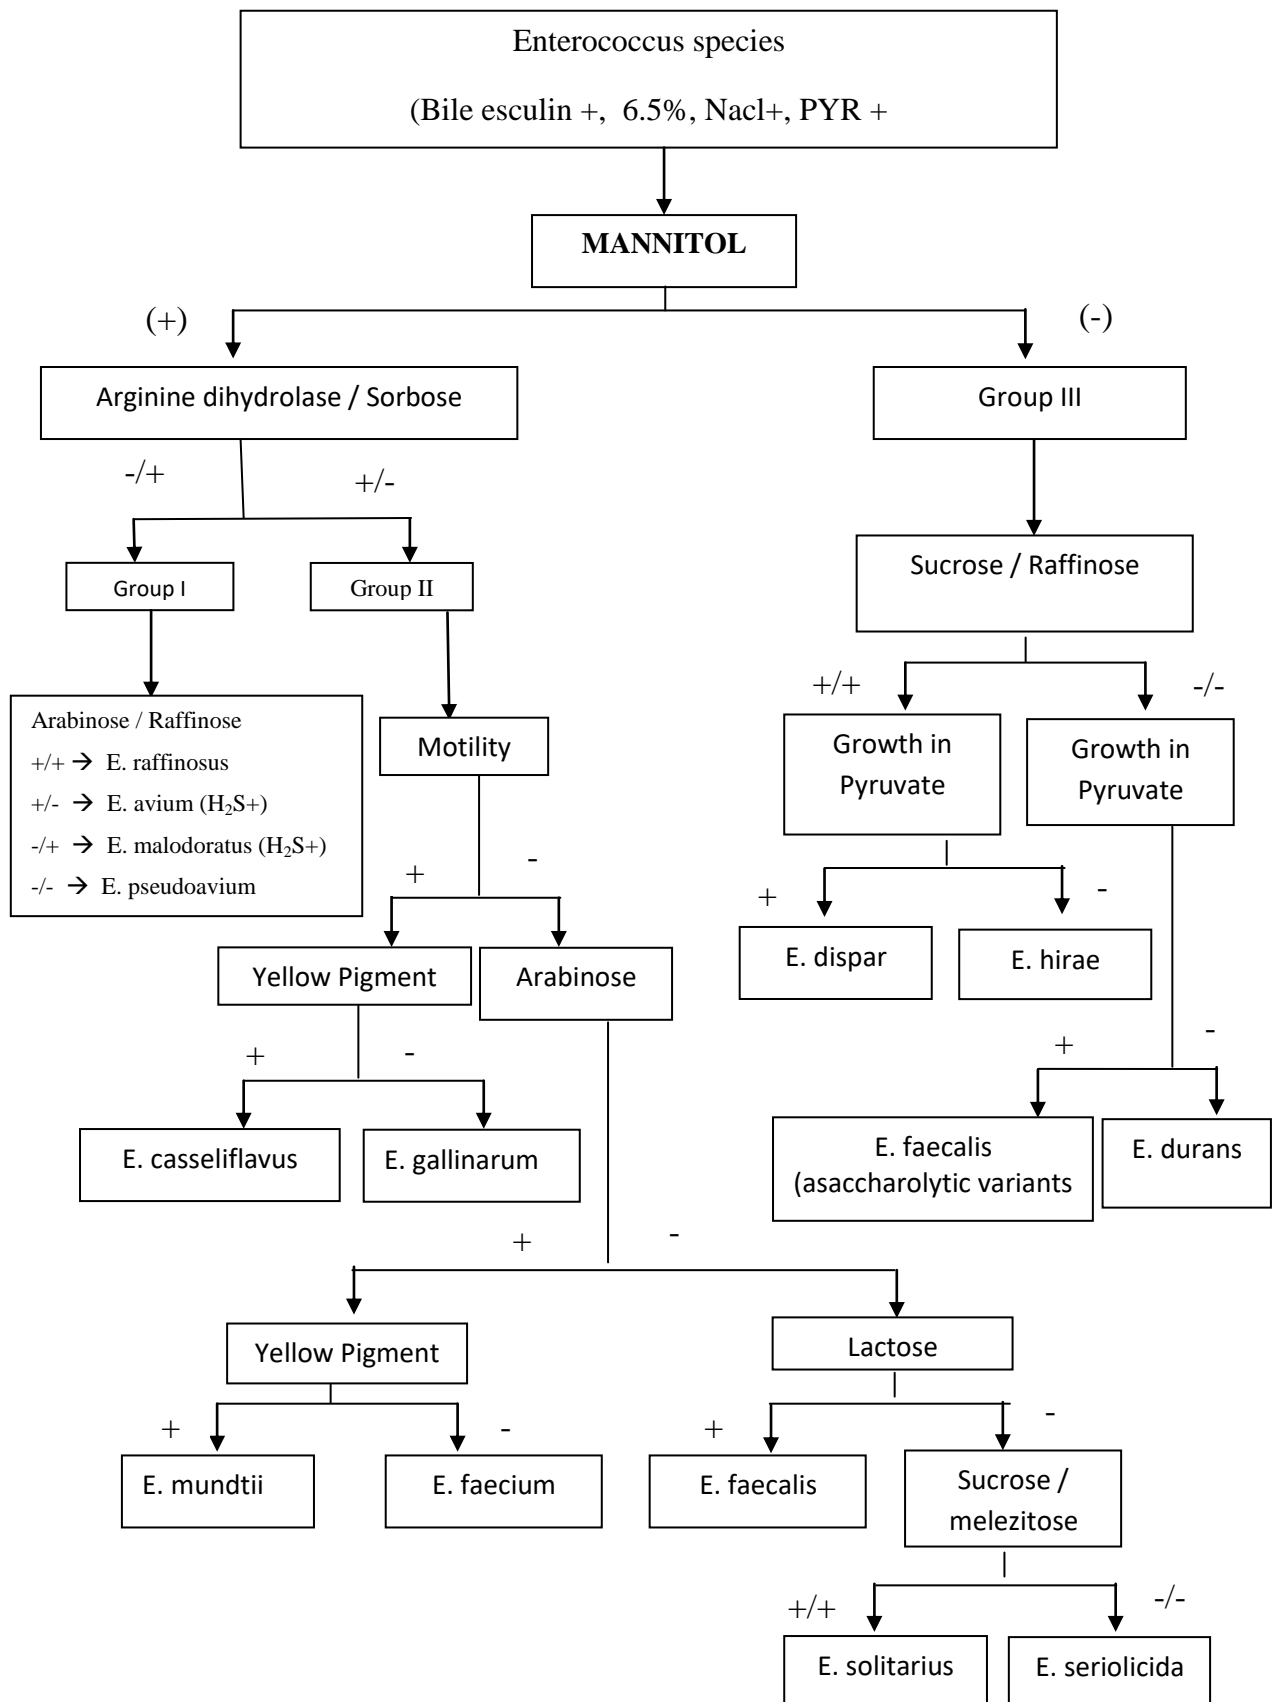 Enterococcus species
(Bile esculin +, 6.5%, Nacl+, PYR +
MANNITOL
(+)
(-)
Arginine dihydrolase / Sorbose
Group III
-/+
+/-
Group I
Group II
Sucrose / Raffinose
+/+
-/-
Arabinose / Raffinose
+/+ → E. raffinosus
+/- → E. avium (H₂S+)
-/+ → E. malodoratus (H₂S+)
-/- → E. pseudoavium
Motility
Growth in
Pyruvate
Growth in
Pyruvate
+
-
+
-
Yellow Pigment
Arabinose
E. dispar
E. hirae
+
-
+
-
E. casseliflavus
E. gallinarum
E. faecalis
(asaccharolytic variants
E. durans
+
-
Yellow Pigment
Lactose
+
-
+
-
E. mundtii
E. faecium
E. faecalis
Sucrose /
melezitose
+/+
-/-
E. solitarius
E. seriolicida